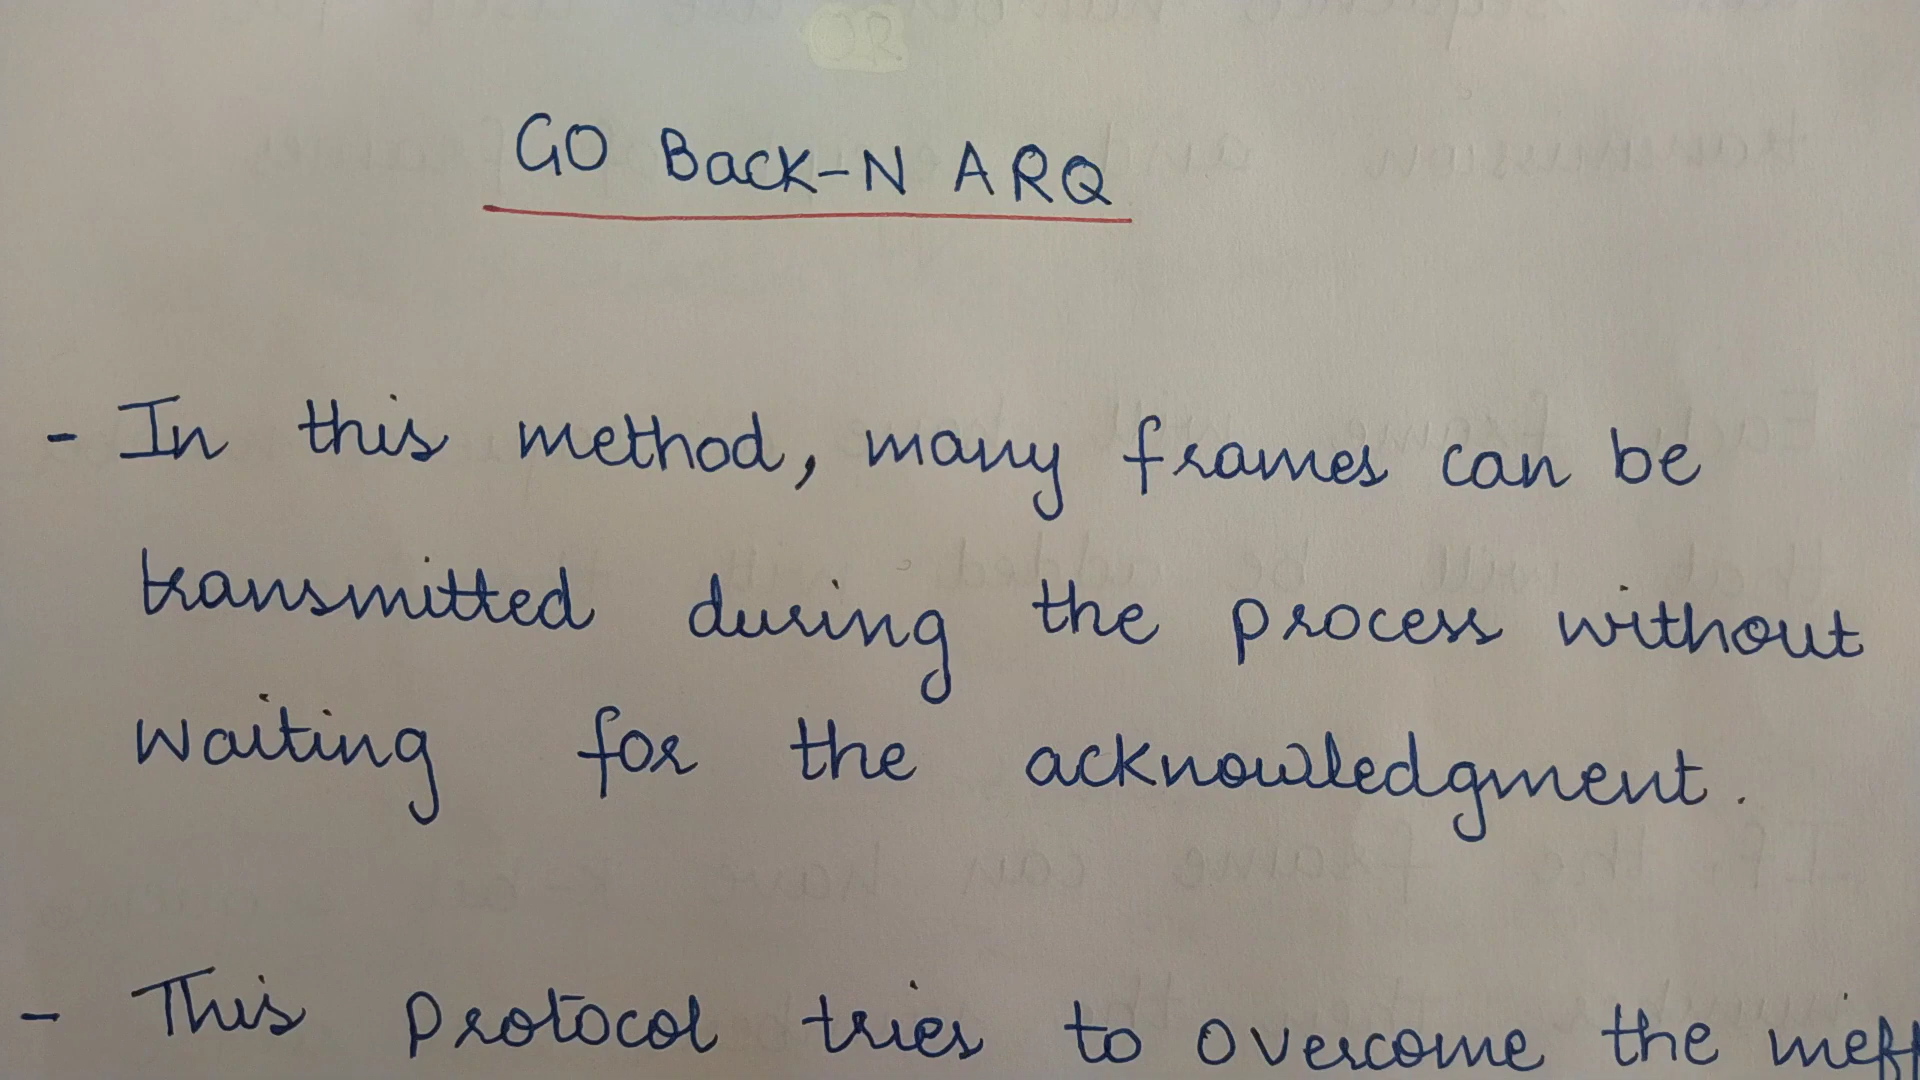 GO Back-N ARQ
- In this method, many frames can be
transmitted during the process without
waiting for the acknowledgment.
- This protocol tries to overcome the